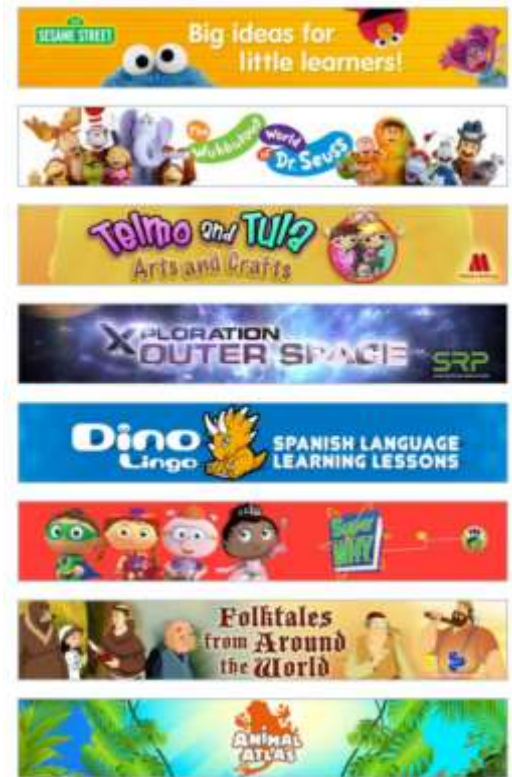 SESAME STREET
Big ideas for
little learners!
The
Wubbulous
World
of
Dr. Seuss
Telmo and Tula
Arts and Crafts
XPLORATION
OUTER SPACE
SRP
Dino
Lingo
SPANISH LANGUAGE
LEARNING LESSONS
Super
WHY
Folktales
from Around
the World
ANIMAL
ATLAS